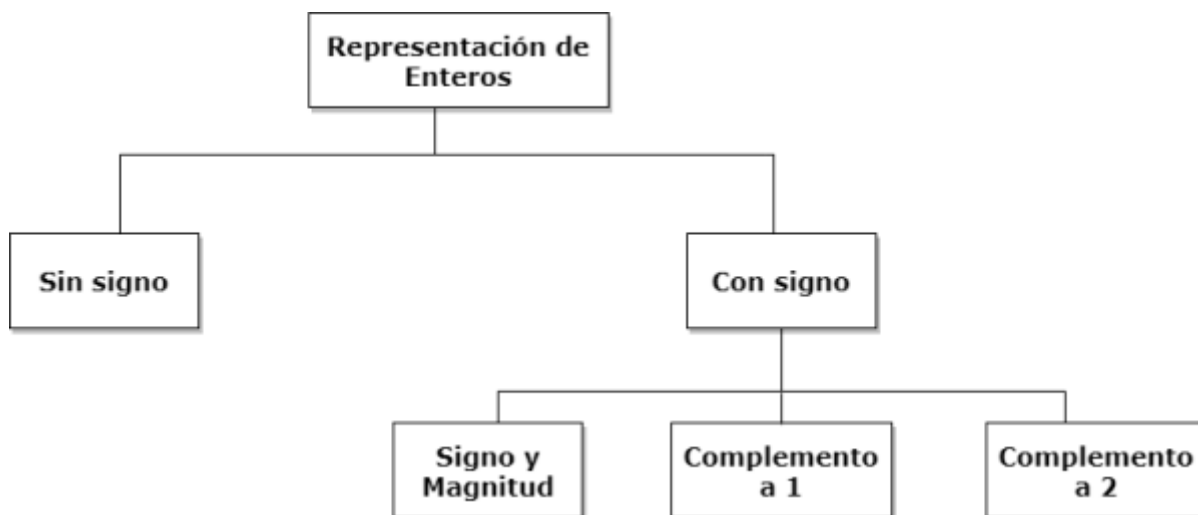 Representación de
Enteros
Sin signo
Con signo
Signo y
Magnitud
Complemento
a 1
Complemento
a 2